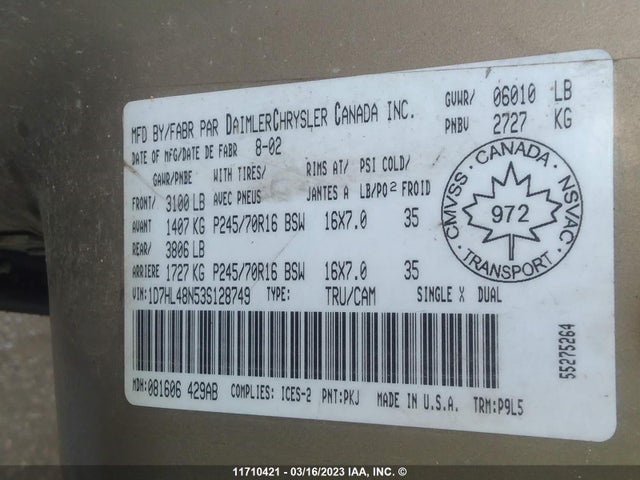 MFD BY/FABR PAR DAIMLERCHRYSLER CANADA INC.
GVWR/ 06010 LB
PNBV 2727 KG
DATE OF MFG/DATE DE FABR 8-02
GAWR/PNBE WITH TIRES/ RIMS AT/ PSI COLD/
FRONT/ 3100 LB AVEC PNEUS JANTES A LB/PO² FROID
AVANT 1407 KG P245/70R16 BSW 16X7.0 35
REAR/ 3806 LB
ARRIERE 1727 KG P245/70R16 BSW 16X7.0 35
VIN:1D7HL48N53S128749 TYPE: TRU/CAM SINGLE X DUAL
CMVSS · CANADA · NSVAC
972
· TRANSPORT ·
55275264
MDH:081606 429AB COMPLIES: ICES-2 PNT:PKJ MADE IN U.S.A. TRM:P9L5
11710421 - 03/16/2023 IAA, INC. ©